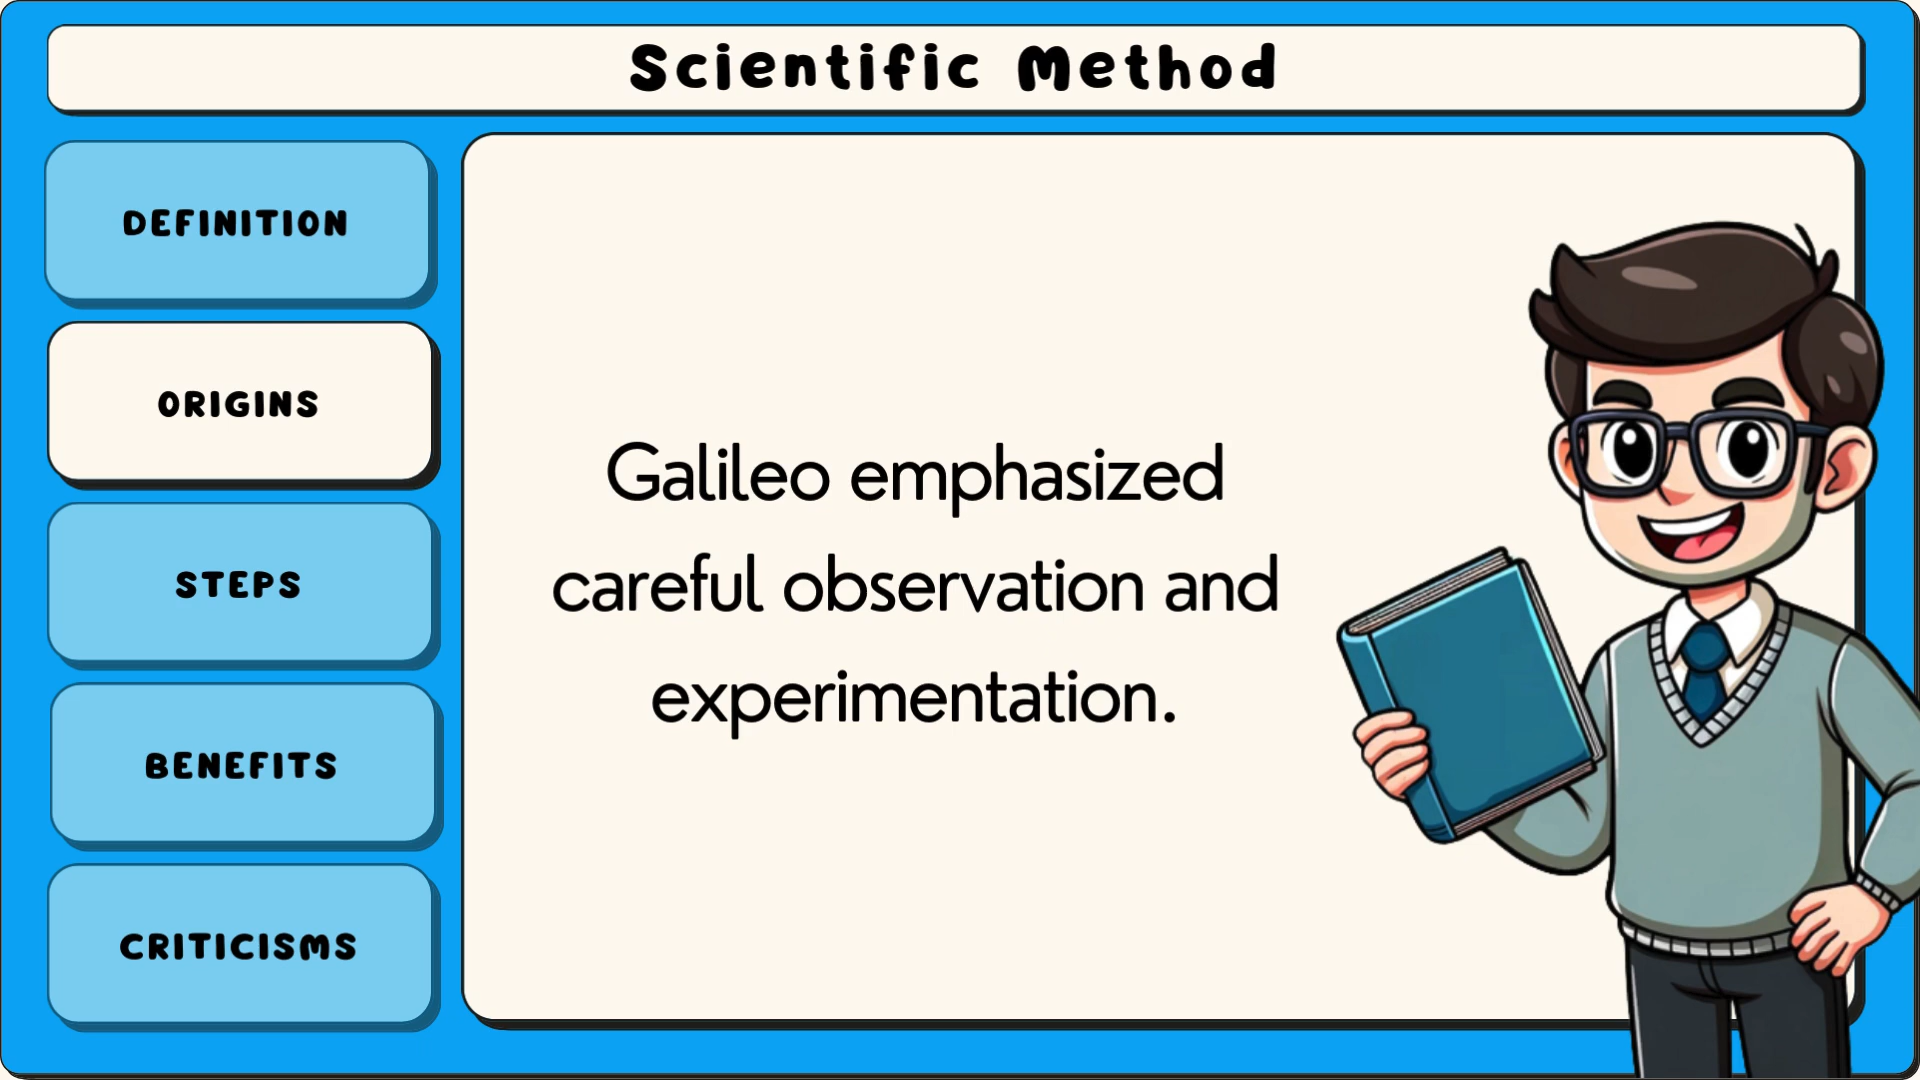 Scientific Method
DEFINITION
ORIGINS
STEPS
BENEFITS
CRITICISMS
Galileo emphasized
careful observation and
experimentation.